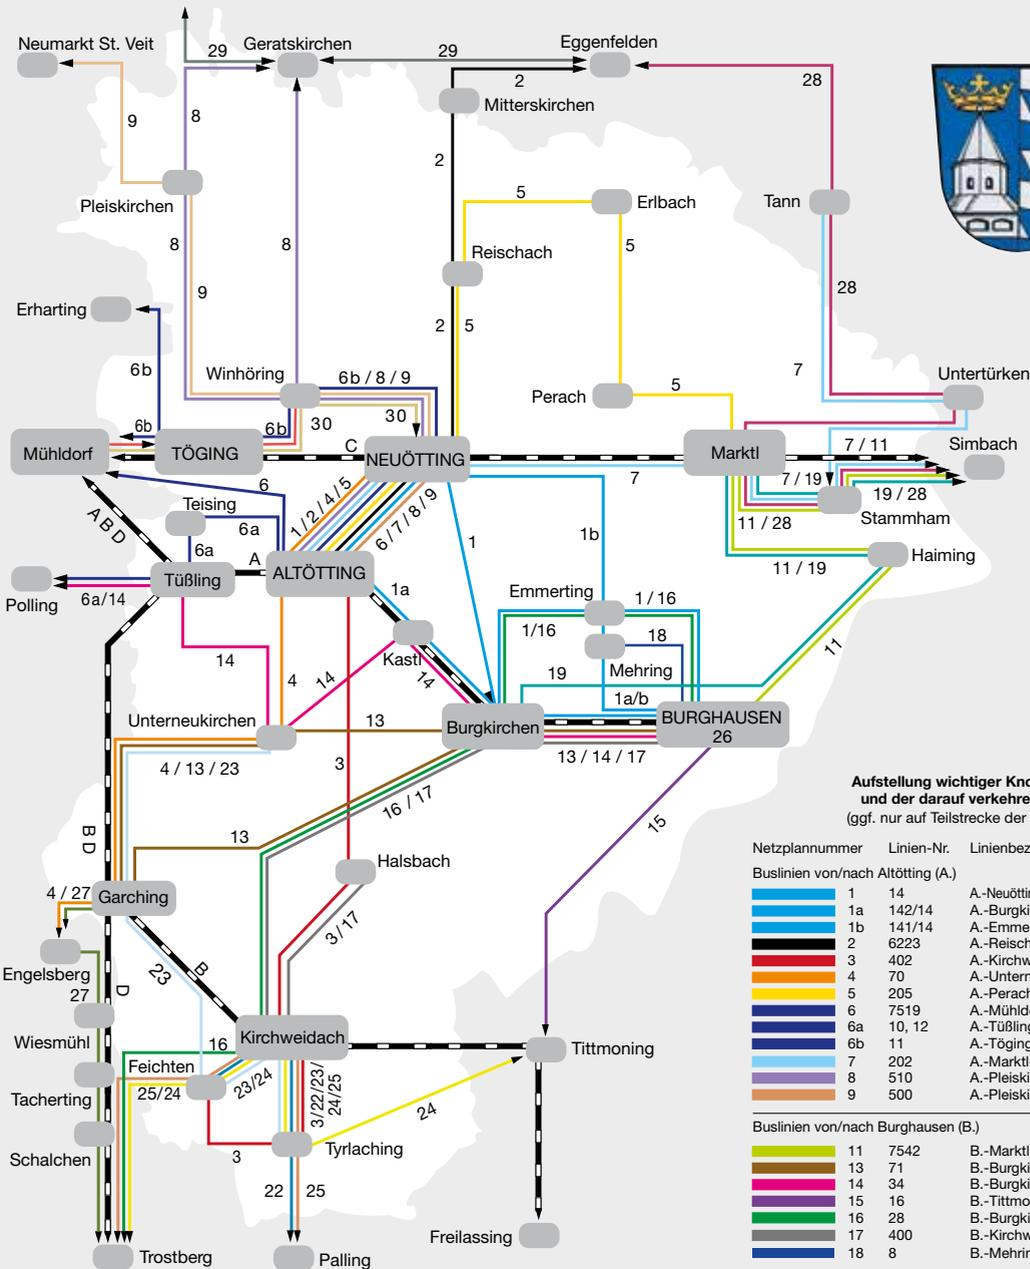 Neumarkt St. Veit
29
Geratskirchen
29
Eggenfelden
2
28
Mitterskirchen
9
8
2
Pleiskirchen
5
Erlbach
Tann
8
8
5
Reischach
9
28
Erharting
2
5
6b
Winhöring
6b / 8 / 9
7
Untertürken
Perach
5
30
30
6b
6b
Mühldorf
TÖGING
C
NEUÖTTING
Marktl
7 / 11
Simbach
7
6
7 / 19
19 / 28
Teising
1/2/4/5
6/7/8/9
11 / 28
Stammham
A B D
6a
6a
1
1b
Haiming
A
Tüßling
ALTÖTTING
11 / 19
Polling
6a/14
1a
Emmerting
1 / 16
1/16
18
Kastl
Mehring
11
14
14
14
4
19
1a/b
Unterneukirchen
13
Burgkirchen
BURGHAUSEN
26
4 / 13 / 23
3
13 / 14 / 17
16 / 17
15
B D
13
Halsbach
4 / 27
Garching
3 / 17
Engelsberg
23
B
27
D
Wiesmühl
Kirchweidach
16
Tittmoning
Feichten
23/24
3/22/23/
24/25
Tacherting
25/24
24
Schalchen
3
Tyrlaching
22
25
Freilassing
Trostberg
Palling
Aufstellung wichtiger Kno
und der darauf verkehre
(ggf. nur auf Teilstrecke der
Netzplannummer Linien-Nr. Linienbez
Buslinien von/nach Altötting (A.)
1 14 A.-Neuöttin
1a 142/14 A.-Burgki
1b 141/14 A.-Emme
2 6223 A.-Reisch
3 402 A.-Kirchw
4 70 A.-Untern
5 205 A.-Perach
6 7519 A.-Mühld
6a 10, 12 A.-Tüßling
6b 11 A.-Töging
7 202 A.-Marktl
8 510 A.-Pleiski
9 500 A.-Pleiski
Buslinien von/nach Burghausen (B.)
11 7542 B.-Marktl
13 71 B.-Burgki
14 34 B.-Burgki
15 16 B.-Tittmo
16 28 B.-Burgki
17 400 B.-Kirchw
18 8 B.-Mehrin